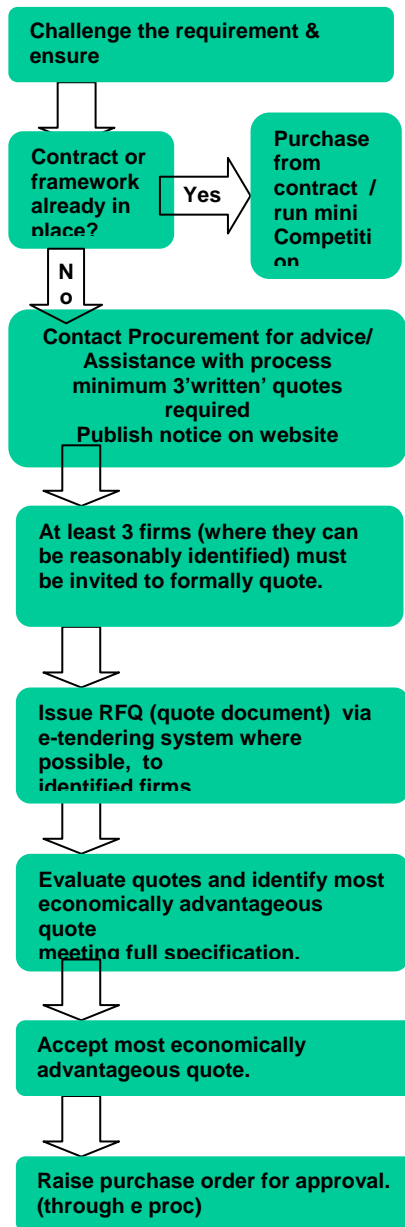 Challenge the requirement &
ensure
Contract or
framework
already in
place?
Yes
Purchase
from
contract /
run mini
Competiti
on
N
o
Contact Procurement for advice/
Assistance with process
minimum 3'written' quotes
required
Publish notice on website
At least 3 firms (where they can
be reasonably identified) must
be invited to formally quote.
Issue RFQ (quote document) via
e-tendering system where
possible, to
identified firms
Evaluate quotes and identify most
economically advantageous
quote
meeting full specification.
Accept most economically
advantageous quote.
Raise purchase order for approval.
(through e proc)